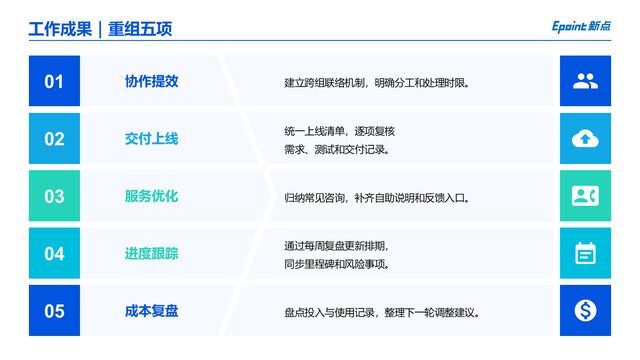 工作成果｜重组五项
Epoint新点
01
协作提效
建立跨组联络机制，明确分工和处理时限。
02
交付上线
统一上线清单，逐项复核
需求、测试和交付记录。
03
服务优化
归纳常见咨询，补齐自助说明和反馈入口。
04
进度跟踪
通过每周复盘更新排期，
同步里程碑和风险事项。
05
成本复盘
盘点投入与使用记录，整理下一轮调整建议。